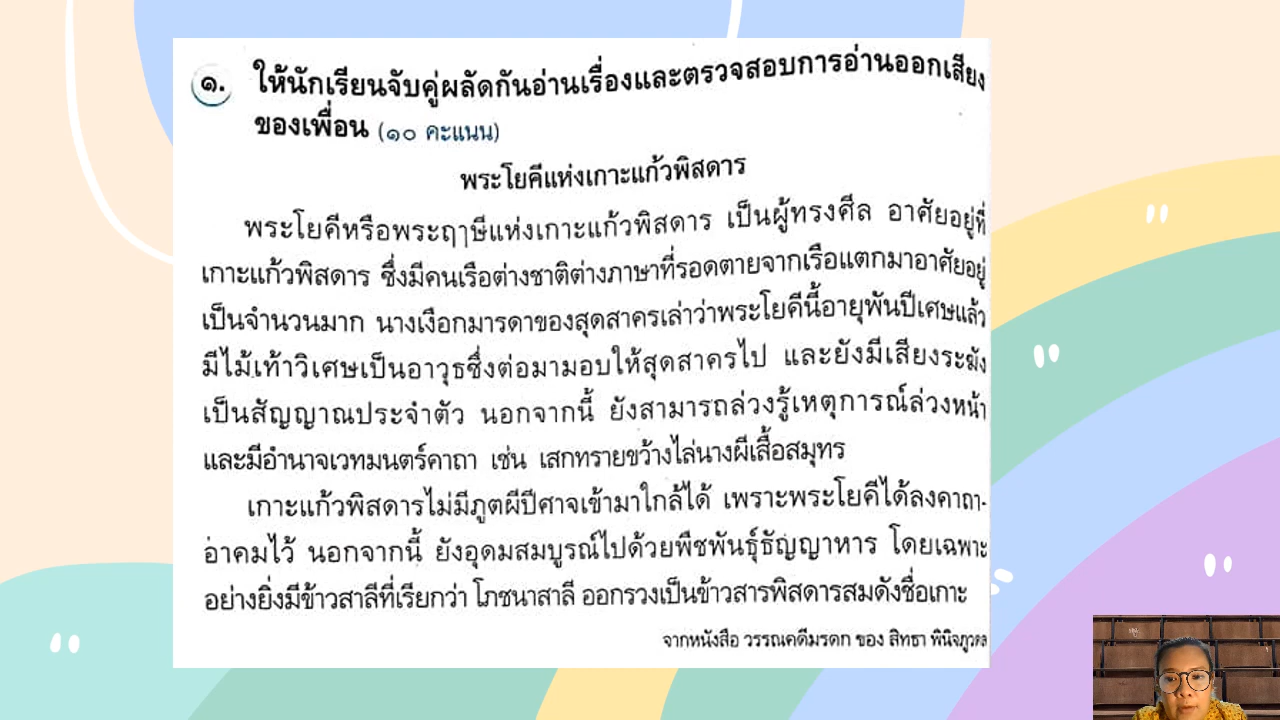 ๑. ให้นักเรียนจับคู่ผลัดกันอ่านเรื่องและตรวจสอบการอ่านออกเสียง
ของเพื่อน (๑๐ คะแนน)
พระโยคีแห่งเกาะแก้วพิสดาร
พระโยคีหรือพระฤๅษีแห่งเกาะแก้วพิสดาร เป็นผู้ทรงศีล อาศัยอยู่ที่
เกาะแก้วพิสดาร ซึ่งมีคนเรือต่างชาติต่างภาษาที่รอดตายจากเรือแตกมาอาศัยอยู่
เป็นจำนวนมาก นางเงือกมารดาของสุดสาครเล่าว่าพระโยคีนี้อายุพันปีเศษแล้ว
มีไม้เท้าวิเศษเป็นอาวุธซึ่งต่อมามอบให้สุดสาครไป และยังมีเสียงระฆัง
เป็นสัญญาณประจำตัว นอกจากนี้ ยังสามารถล่วงรู้เหตุการณ์ล่วงหน้า
และมีอำนาจเวทมนตร์คาถา เช่น เสกทรายขว้างไล่นางผีเสื้อสมุทร
เกาะแก้วพิสดารไม่มีภูตผีปีศาจเข้ามาใกล้ได้ เพราะพระโยคีได้ลงคาถา-
อ่าคมไว้ นอกจากนี้ ยังอุดมสมบูรณ์ไปด้วยพืชพันธุ์ธัญญาหาร โดยเฉพาะ
อย่างยิ่งมีข้าวสาลีที่เรียกว่า โภชนาสาลี ออกรวงเป็นข้าวสารพิสดารสมดังชื่อเกาะ
จากหนังสือ วรรณคดีมรดก ของ สิทธา พินิจภูวดล